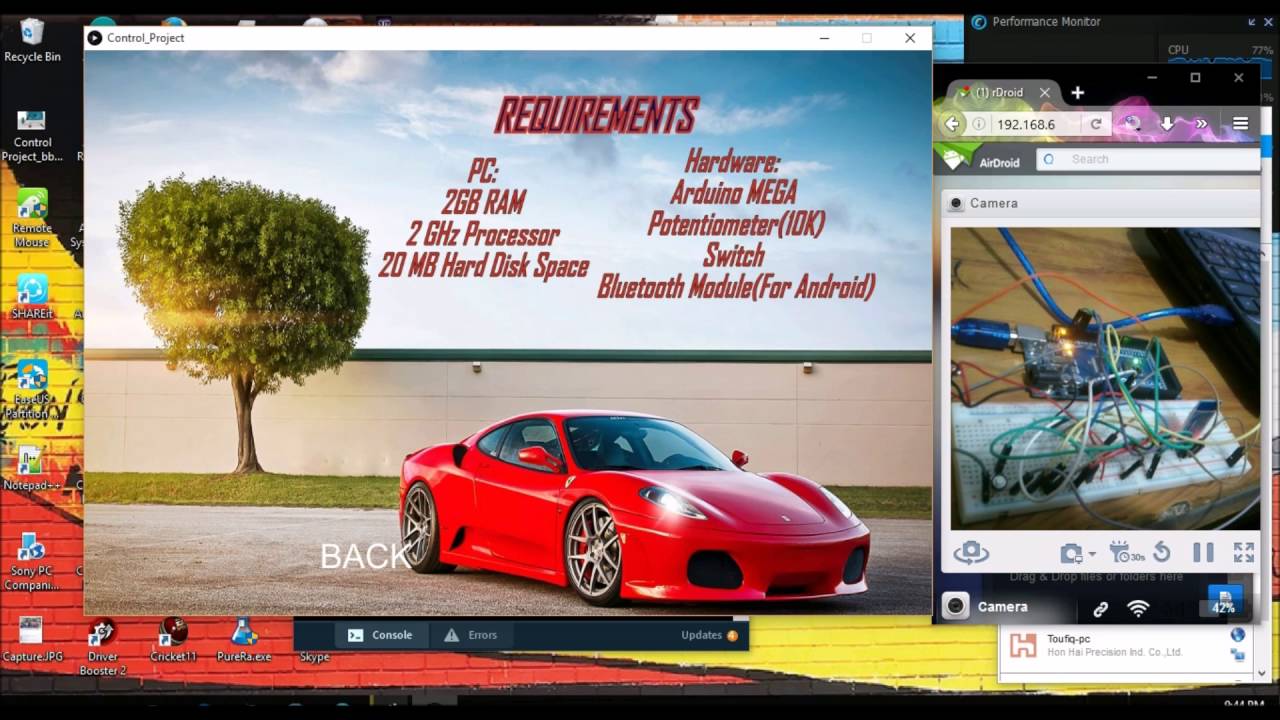 Recycle Bin
Control
Project_bb...
Remote
Mouse
SHAREit
EaseUS
Partition ...
Notepad++
Sony PC
Compani...
Capture.JPG
Driver
Booster 2
Cricket11
PureRa.exe
Skype
Control_Project
REQUIREMENTS
PC:
2GB RAM
2 GHz Processor
20 MB Hard Disk Space
Hardware:
Arduino MEGA
Potentiometer(10K)
Switch
Bluetooth Module(For Android)
BACK
Console
Errors
Updates 4
Performance Monitor
CPU
77%
(1) rDroid
192.168.6
AirDroid
Search
Camera
30s
Drag & Drop files or folders here
Camera
42%
Toufiq-pc
Hon Hai Precision Ind. Co.,Ltd.
9:44 PM